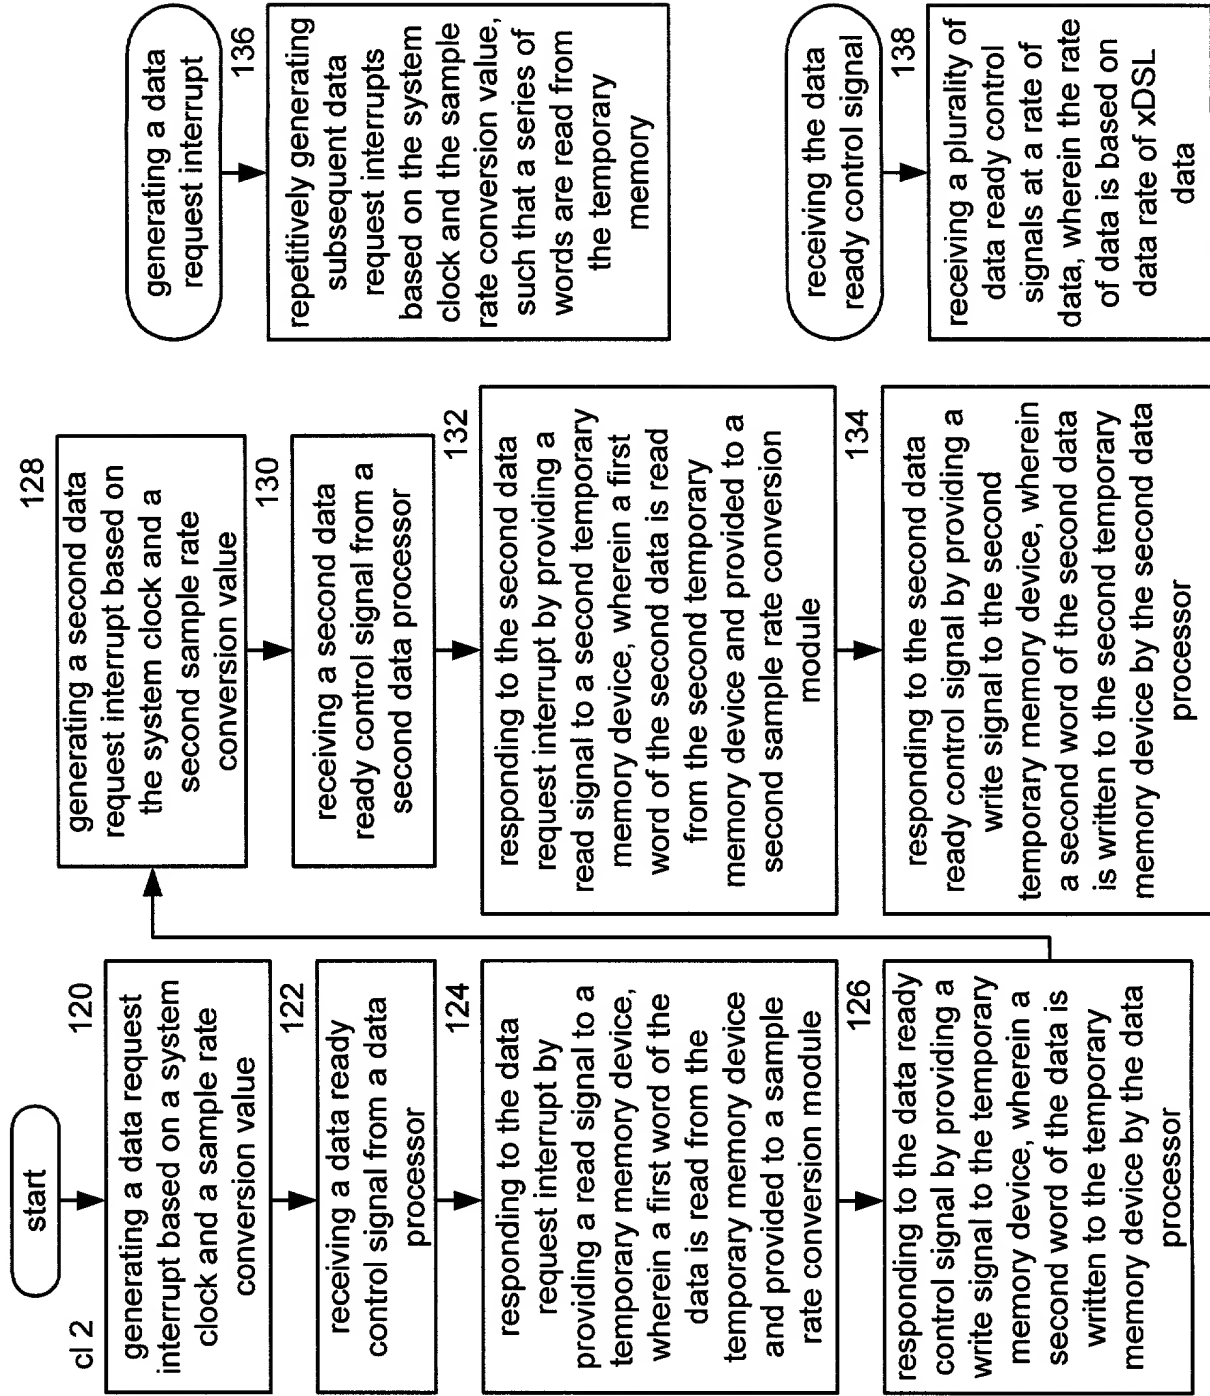 start
cl 2
120
generating a data request
interrupt based on a system
clock and a sample rate
conversion value
122
receiving a data ready
control signal from a data
processor
124
responding to the data
request interrupt by
providing a read signal to a
temporary memory device,
wherein a first word of the
data is read from the
temporary memory device
and provided to a sample
rate conversion module
126
responding to the data ready
control signal by providing a
write signal to the temporary
memory device, wherein a
second word of the data is
written to the temporary
memory device by the data
processor
128
generating a second data
request interrupt based on
the system clock and a
second sample rate
conversion value
130
receiving a second data
ready control signal from a
second data processor
132
responding to the second data
request interrupt by providing a
read signal to a second temporary
memory device, wherein a first
word of the second data is read
from the second temporary
memory device and provided to a
second sample rate conversion
module
134
responding to the second data
ready control signal by providing a
write signal to the second
temporary memory device, wherein
a second word of the second data
is written to the second temporary
memory device by the second data
processor
generating a data
request interrupt
136
repetitively generating
subsequent data
request interrupts
based on the system
clock and the sample
rate conversion value,
such that a series of
words are read from
the temporary
memory
receiving the data
ready control signal
138
receiving a plurality of
data ready control
signals at a rate of
data, wherein the rate
of data is based on
data rate of xDSL
data